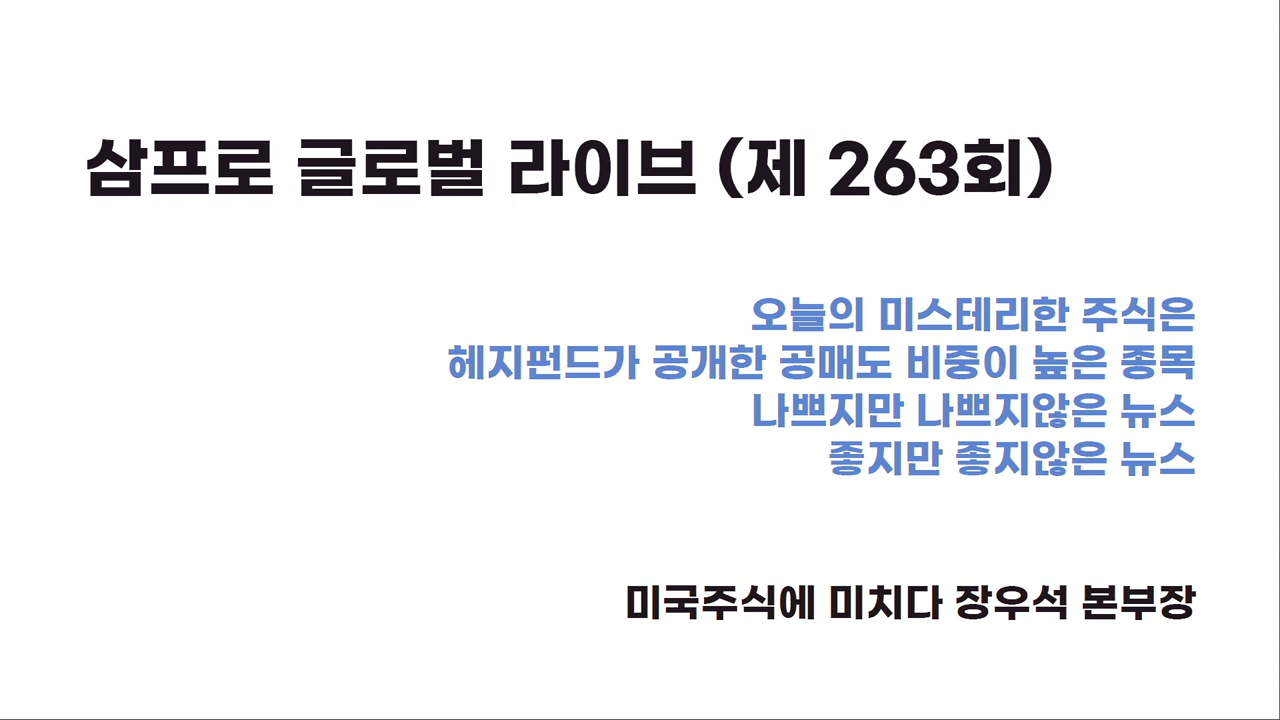 삼프로 글로벌 라이브 (제 263회)
오늘의 미스테리한 주식은
헤지펀드가 공개한 공매도 비중이 높은 종목
나쁘지만 나쁘지않은 뉴스
좋지만 좋지않은 뉴스
미국주식에 미치다 장우석 본부장